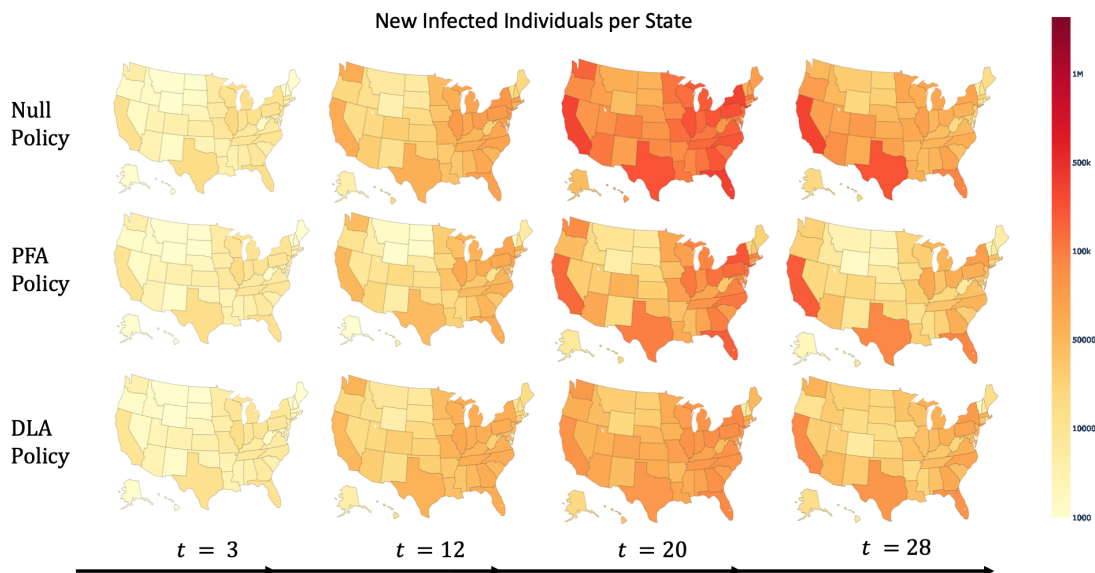 New Infected Individuals per State
Null
Policy
PFA
Policy
DLA
Policy
t = 3
t = 12
t = 20
t = 28
1M
500k
100k
50000
10000
1000